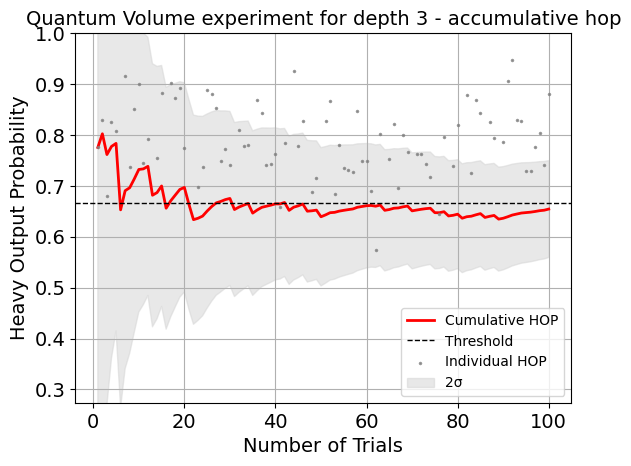 Quantum Volume experiment for depth 3 - accumulative hop
1.0
0.9
0.8
0.7
0.6
0.5
0.4
0.3
Heavy Output Probability
Cumulative HOP
Threshold
Individual HOP
2σ
0 20 40 60 80 100
Number of Trials